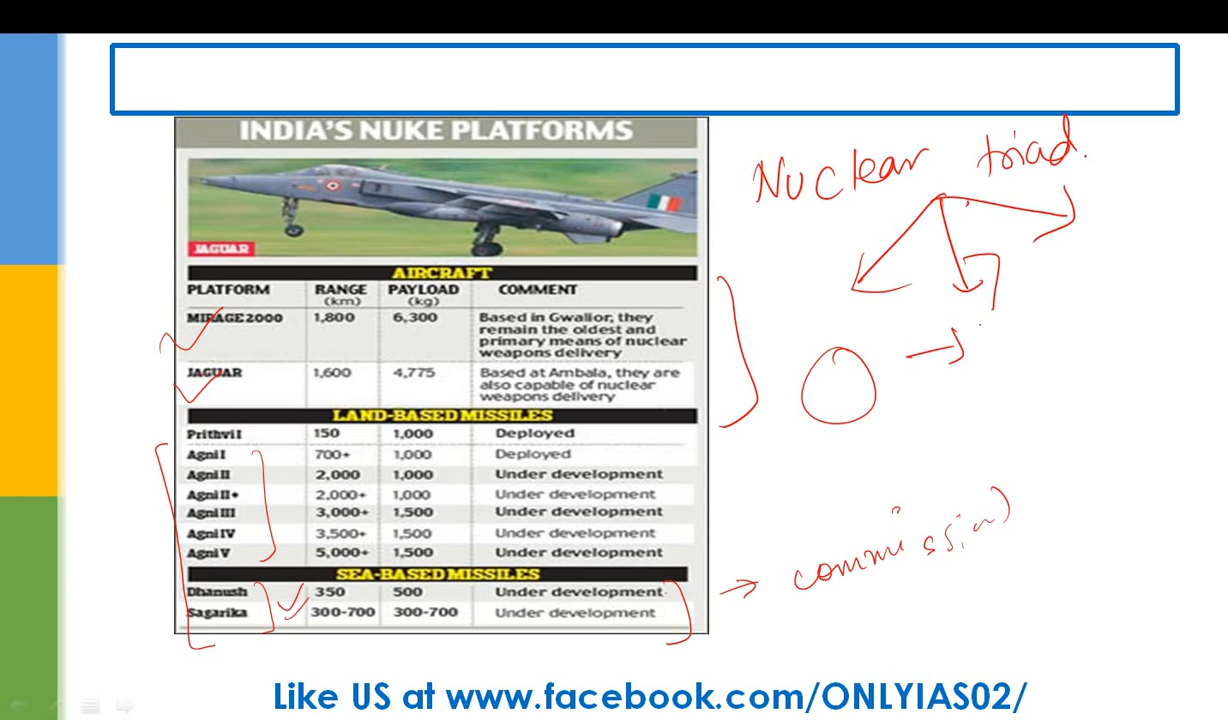 INDIA'S NUKE PLATFORMS
Nuclear triad.
JAGUAR
AIRCRAFT
PLATFORM RANGE (km) PAYLOAD (kg) COMMENT
MIRAGE 2000 1,800 6,300 Based in Gwalior, they
remain the oldest and
primary means of nuclear
weapons delivery
JAGUAR 1,600 4,775 Based at Ambala, they are
also capable of nuclear
weapons delivery
LAND-BASED MISSILES
Prithvi I 150 1,000 Deployed
Agni I 700+ 1,000 Deployed
Agni II 2,000 1,000 Under development
Agni II+ 2,000+ 1,000 Under development
Agni III 3,000+ 1,500 Under development
Agni IV 3,500+ 1,500 Under development
Agni V 5,000+ 1,500 Under development
SEA-BASED MISSILES
Dhanush 350 500 Under development
Sagarika 300-700 300-700 Under development
commission
Like US at www.facebook.com/ONLYIAS02/